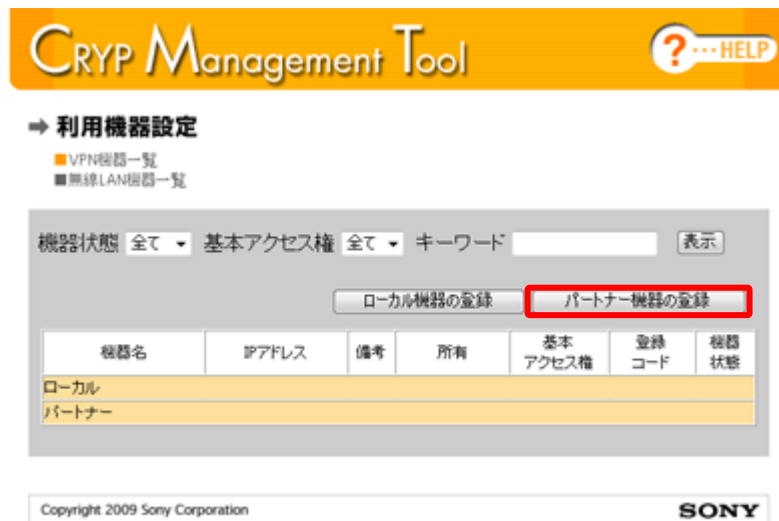 CRYP Management Tool
?…HELP
➡ 利用機器設定
■VPN機器一覧
■無線LAN機器一覧
機器状態 全て 基本アクセス権 全て キーワード 表示
ローカル機器の登録 パートナー機器の登録
機器名 IPアドレス 備考 所有 基本アクセス権 登録コード 機器状態
ローカル
パートナー
Copyright 2009 Sony Corporation SONY